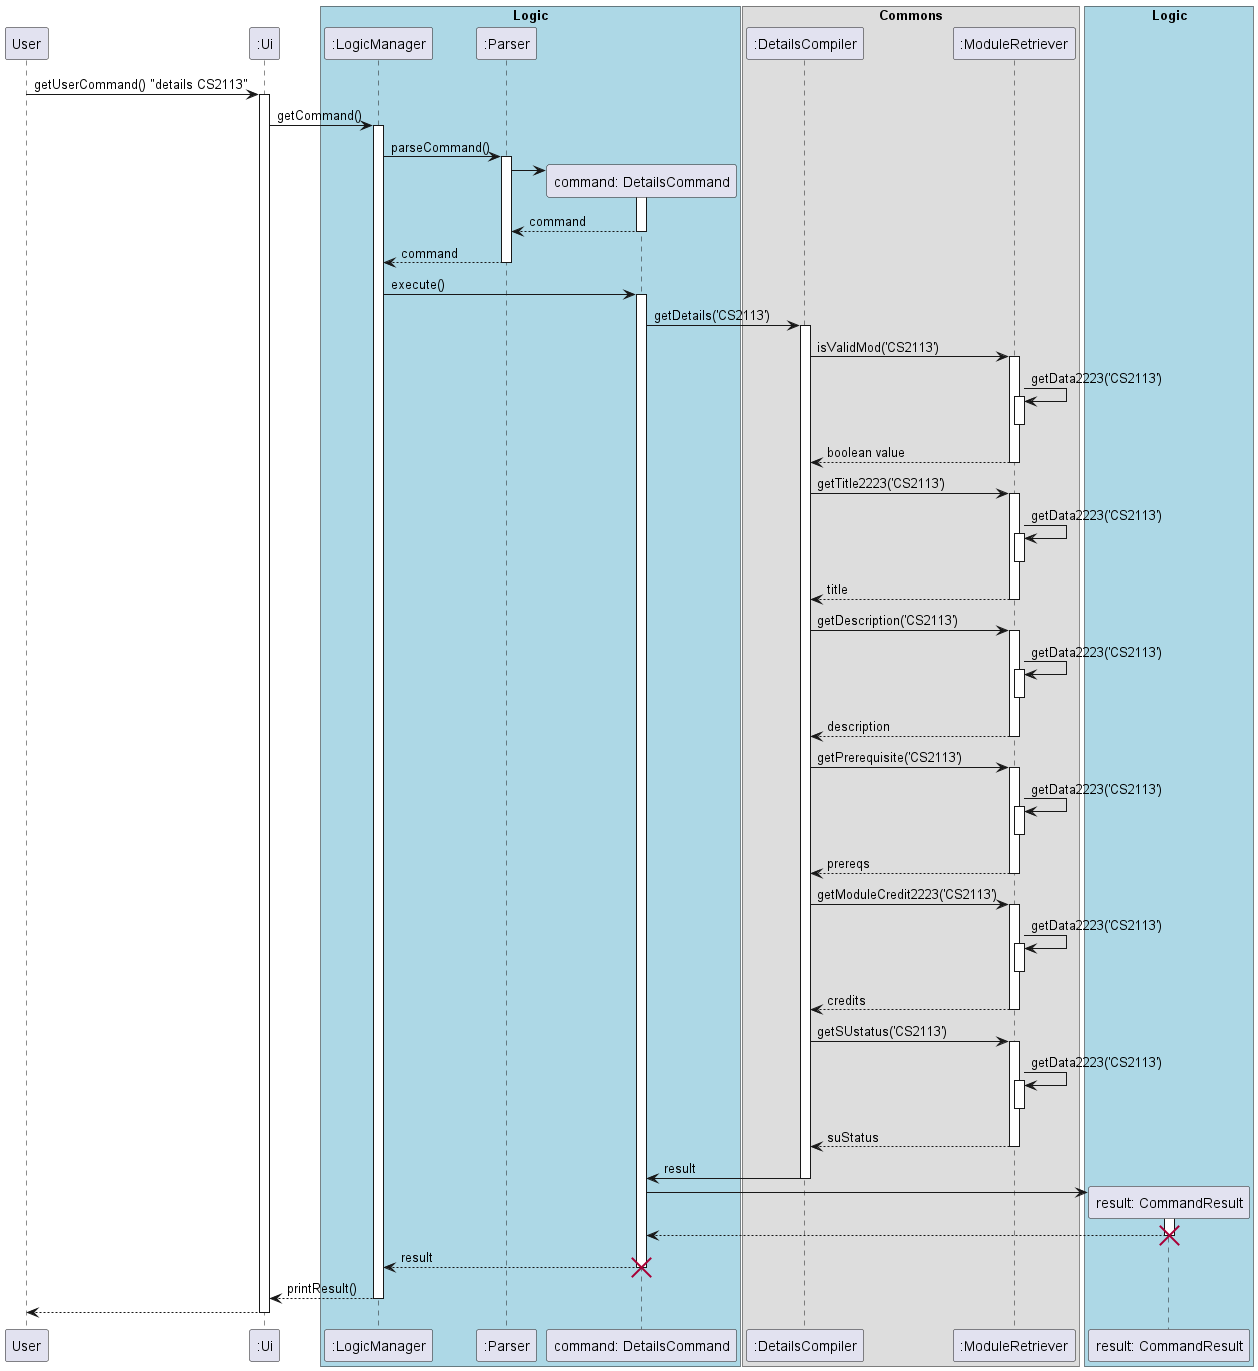 Logic
Commons
Logic
User
:Ui
:LogicManager
:Parser
:DetailsCompiler
:ModuleRetriever
getUserCommand() "details CS2113"
getCommand()
parseCommand()
command: DetailsCommand
command
command
execute()
getDetails('CS2113')
isValidMod('CS2113')
getData2223('CS2113')
boolean value
getTitle2223('CS2113')
getData2223('CS2113')
title
getDescription('CS2113')
getData2223('CS2113')
description
getPrerequisite('CS2113')
getData2223('CS2113')
prereqs
getModuleCredit2223('CS2113')
getData2223('CS2113')
credits
getSUstatus('CS2113')
getData2223('CS2113')
suStatus
result
result: CommandResult
result
printResult()
User
:Ui
:LogicManager
:Parser
command: DetailsCommand
:DetailsCompiler
:ModuleRetriever
result: CommandResult